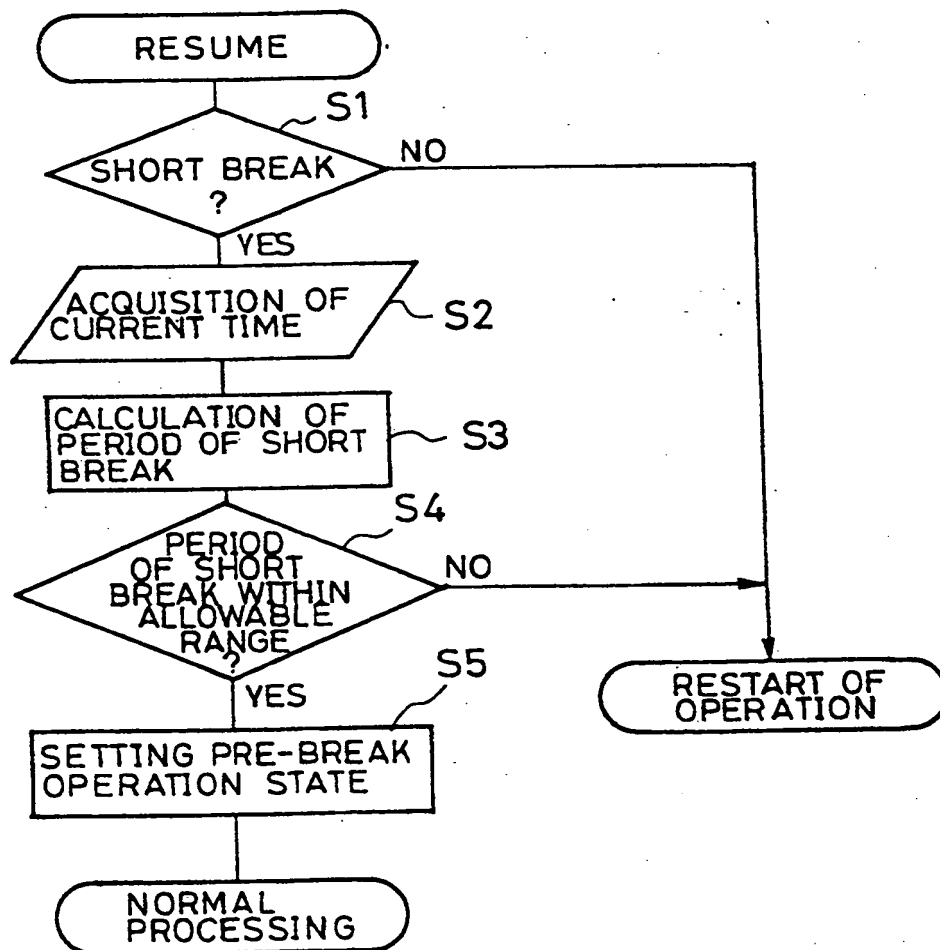 RESUME
S1
SHORT BREAK
?
NO
YES
ACQUISITION OF
CURRENT TIME
S2
CALCULATION OF
PERIOD OF SHORT
BREAK
S3
S4
PERIOD
OF SHORT
BREAK WITHIN
ALLOWABLE
RANGE
?
NO
YES
S5
SETTING PRE-BREAK
OPERATION STATE
RESTART OF
OPERATION
NORMAL
PROCESSING